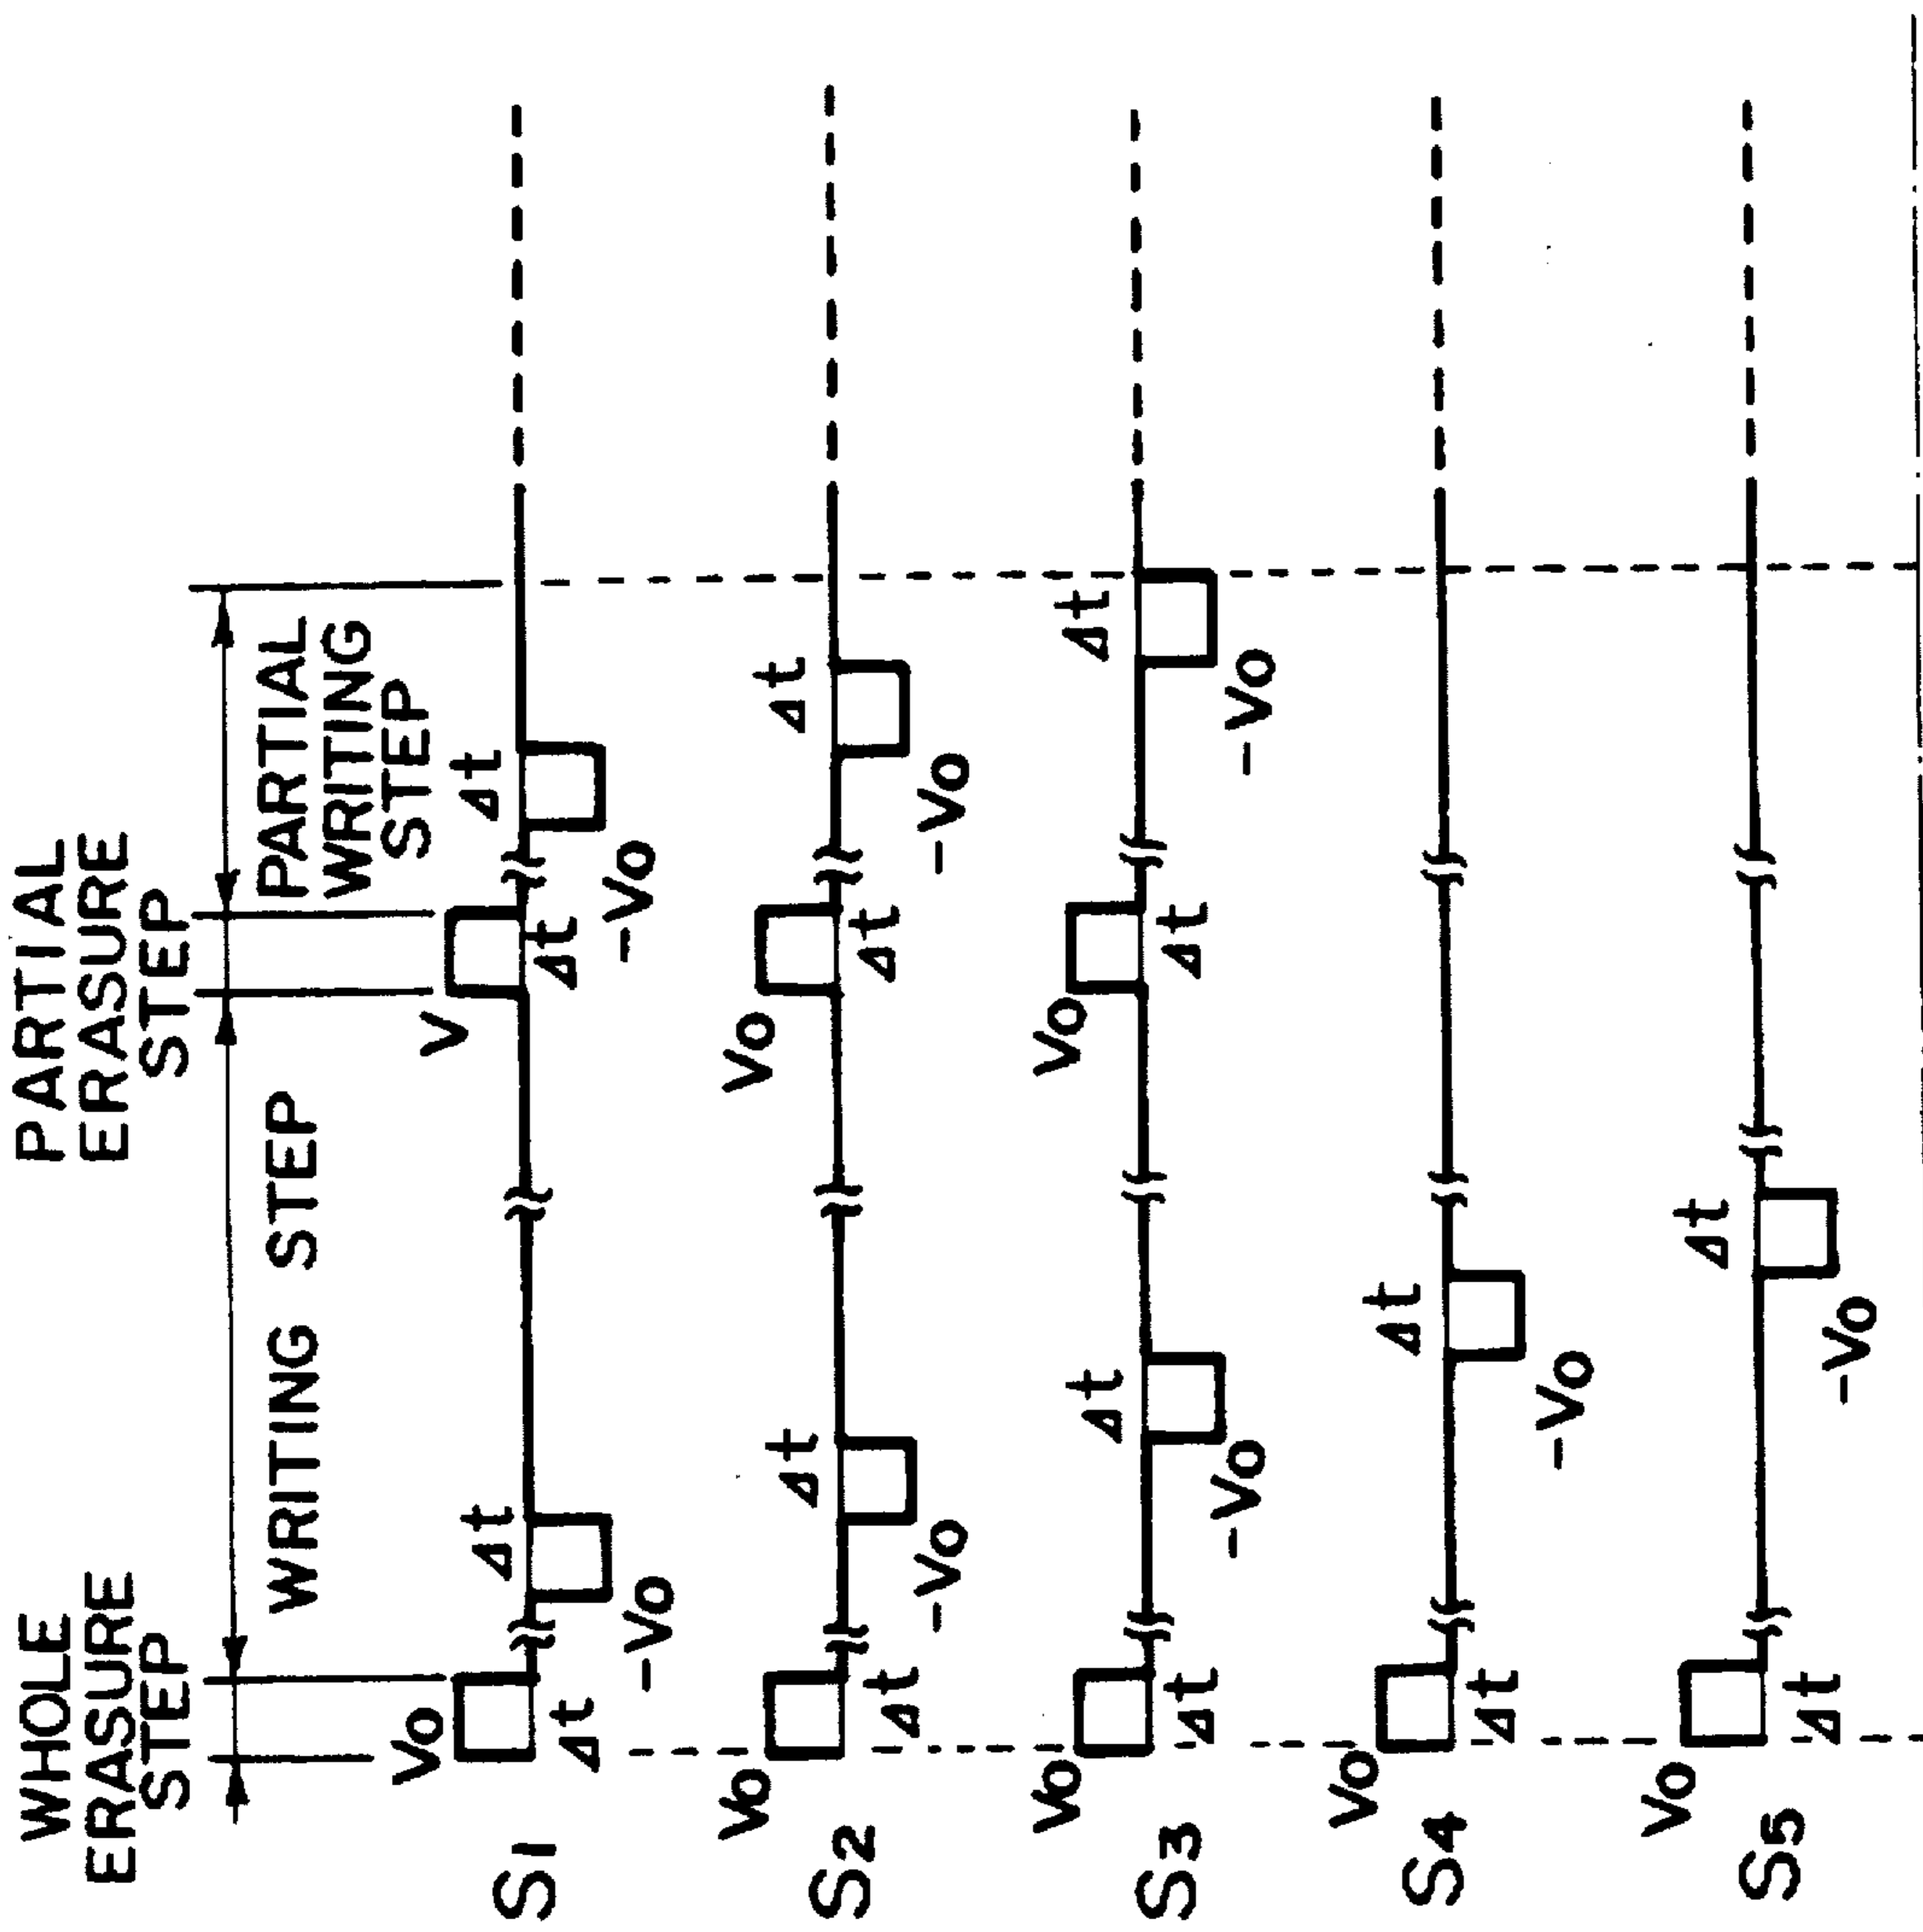 WHOLE
ERASURE
STEP
PARTIAL
ERASURE
STEP
WRITING STEP
PARTIAL
WRITING
STEP
S1
Vo
Δt
-Vo
Δt
V
Δt
-Vo
Δt
S2
Vo
Δt
-Vo
Δt
Vo
Δt
-Vo
Δt
S3
Vo
Δt
-Vo
Δt
Vo
Δt
-Vo
Δt
S4
Vo
Δt
-Vo
Δt
S5
Vo
Δt
-Vo
Δt